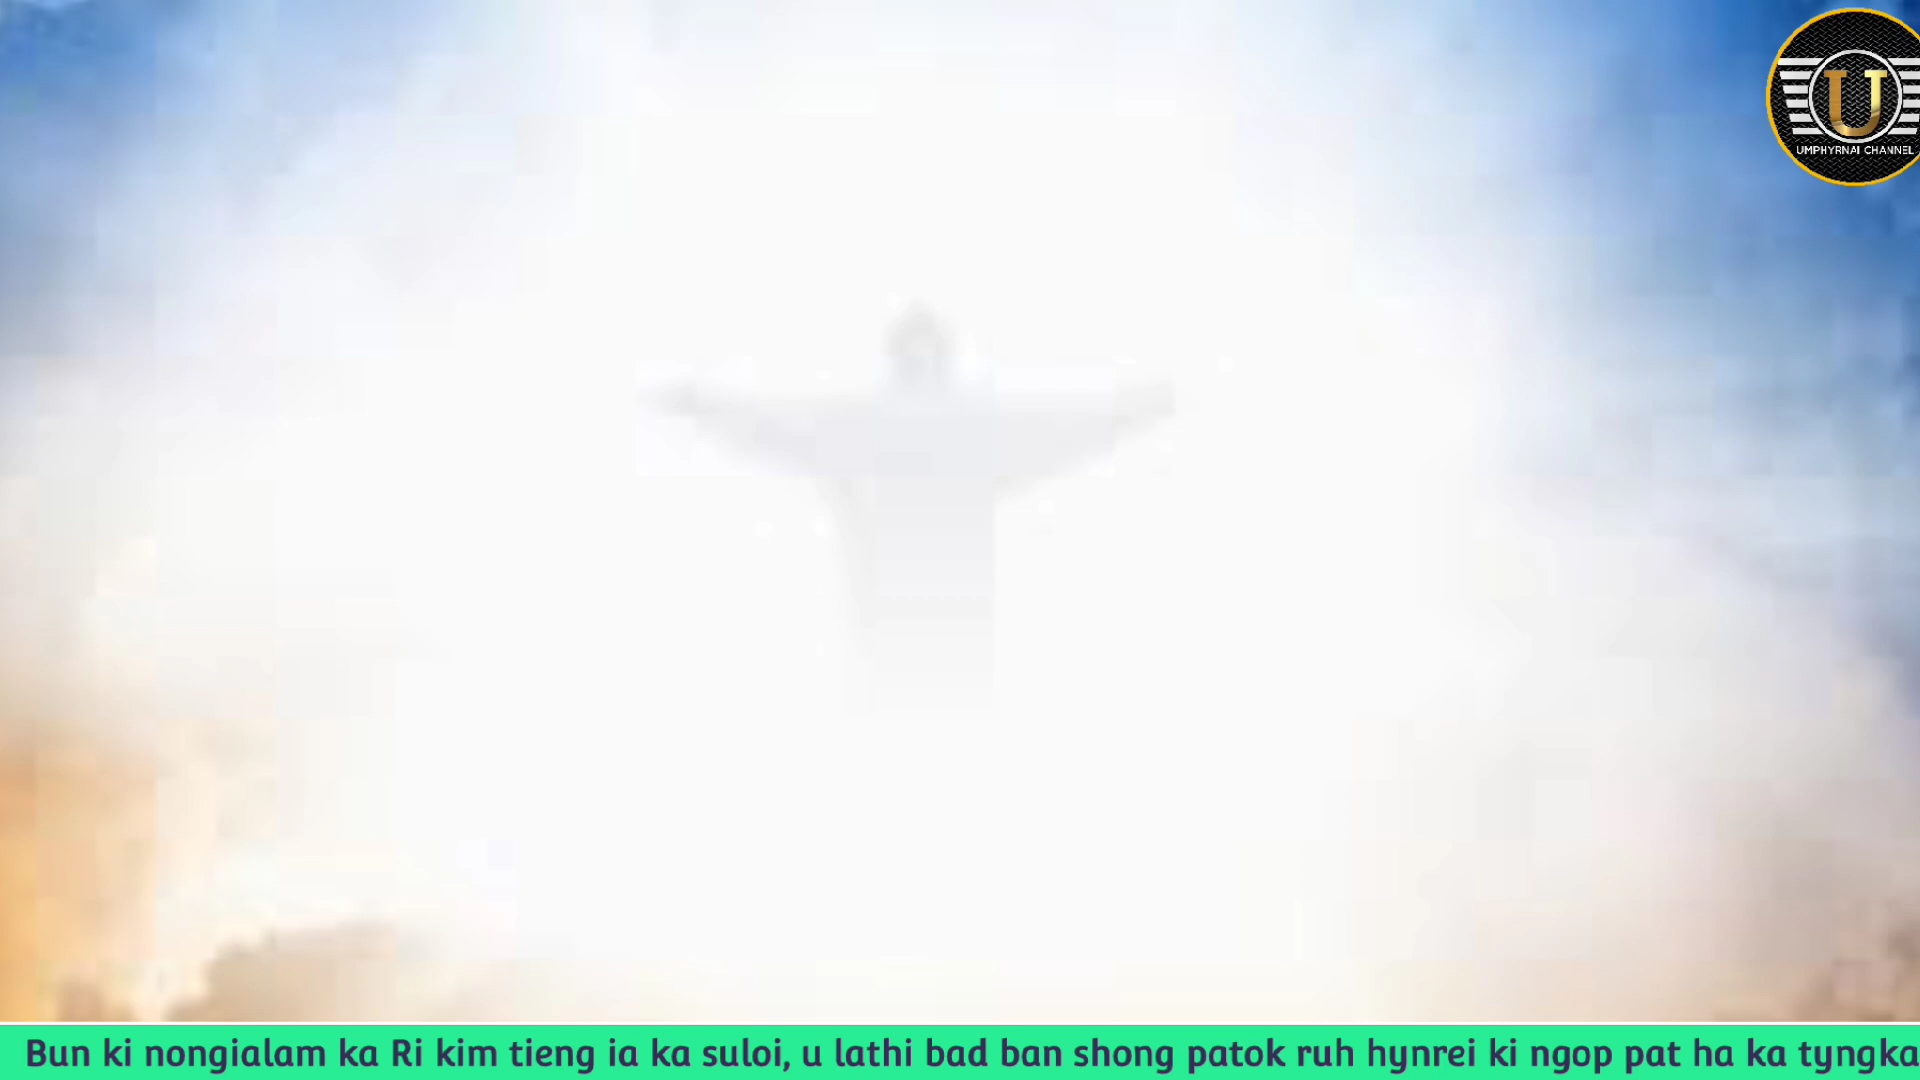 U
UMPHYRNAI CHANNEL
Bun ki nongialam ka Ri kim tieng ia ka suloi, u lathi bad ban shong patok ruh hynrei ki ngop pat ha ka tyngka